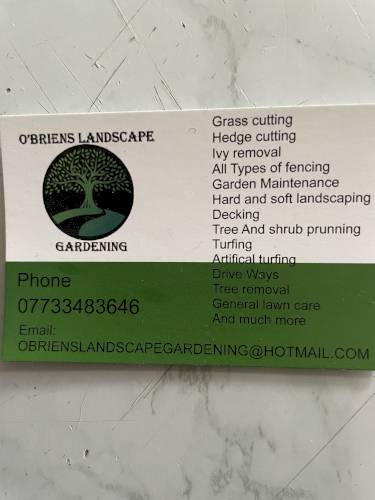 O'BRIENS LANDSCAPE
GARDENING
Grass cutting
Hedge cutting
Ivy removal
All Types of fencing
Garden Maintenance
Hard and soft landscaping
Decking
Tree And shrub prunning
Turfing
Artifical turfing
Drive Ways
Tree removal
General lawn care
And much more
Phone
07733483646
Email:
OBRIENSLANDSCAPEGARDENING@HOTMAIL.COM